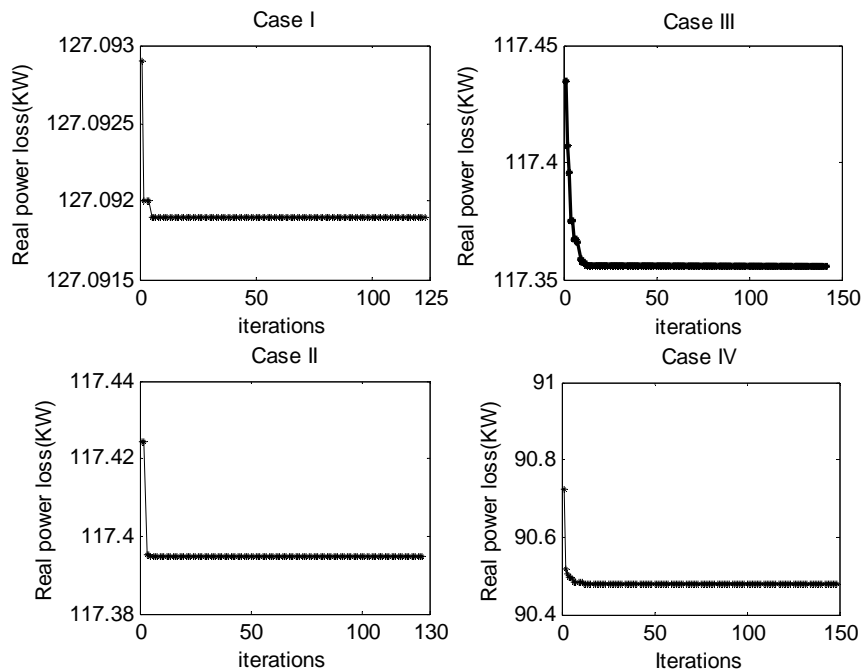 Case I
Real power loss(KW)
127.093
127.0925
127.092
127.0915
0 50 100 125
iterations
Case III
Real power loss(KW)
117.45
117.4
117.35
0 50 100 150
iterations
Case II
Real power loss(KW)
117.44
117.42
117.4
117.38
0 50 100 130
iterations
Case IV
Real power loss(KW)
91
90.8
90.6
90.4
0 50 100 150
Iterations